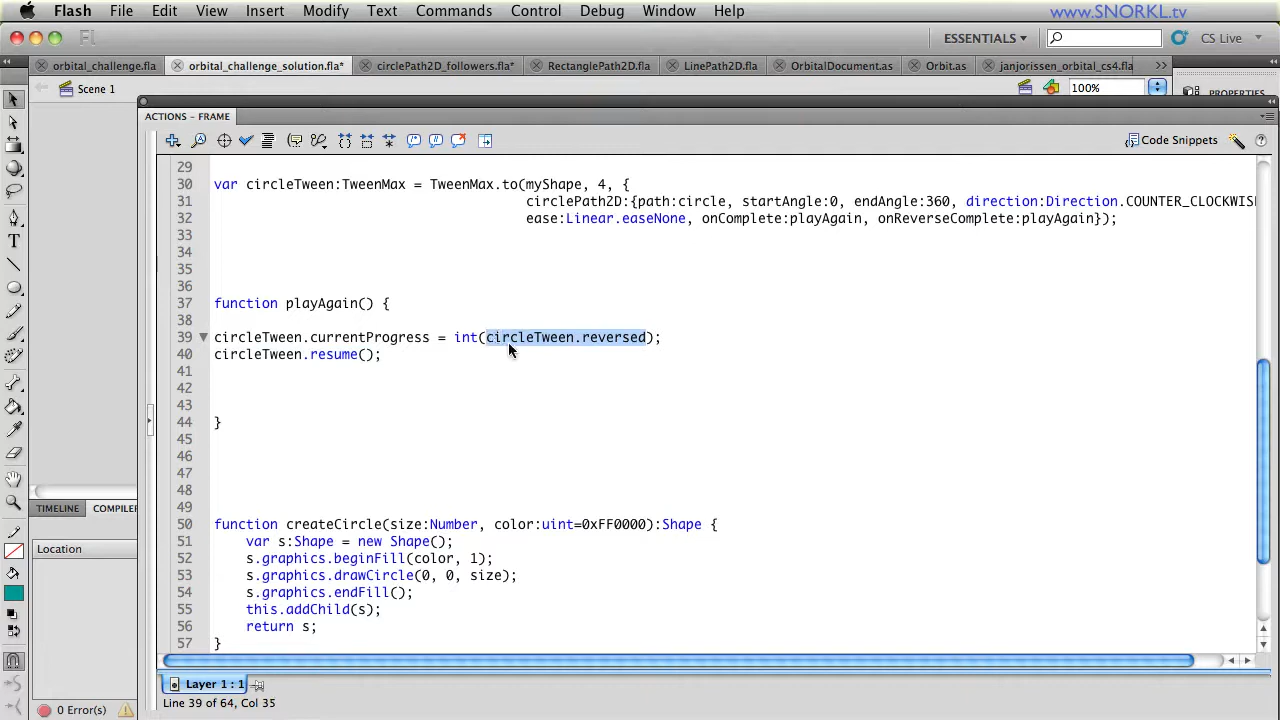 Flash File Edit View Insert Modify Text Commands Control Debug Window Help www.SNORKL.tv
Fl ESSENTIALS CS Live
orbital_challenge.fla orbital_challenge_solution.fla* circlePath2D_followers.fla* RectanglePath2D.fla LinePath2D.fla OrbitalDocument.as Orbit.as janjorissen_orbital_cs4.fla >>
Scene 1 100% PROPERTIES
ACTIONS - FRAME
Code Snippets
29
30 var circleTween:TweenMax = TweenMax.to(myShape, 4, {
31 circlePath2D:{path:circle, startAngle:0, endAngle:360, direction:Direction.COUNTER_CLOCKWIS
32 ease:Linear.easeNone, onComplete:playAgain, onReverseComplete:playAgain});
33
34
35
36
37 function playAgain() {
38
39 circleTween.currentProgress = int(circleTween.reversed);
40 circleTween.resume();
41
42
43
44 }
45
46
47
48
49
50 function createCircle(size:Number, color:uint=0xFF0000):Shape {
51 var s:Shape = new Shape();
52 s.graphics.beginFill(color, 1);
53 s.graphics.drawCircle(0, 0, size);
54 s.graphics.endFill();
55 this.addChild(s);
56 return s;
57 }
TIMELINE COMPILER
Location
Layer 1 : 1
Line 39 of 64, Col 35
0 Error(s)